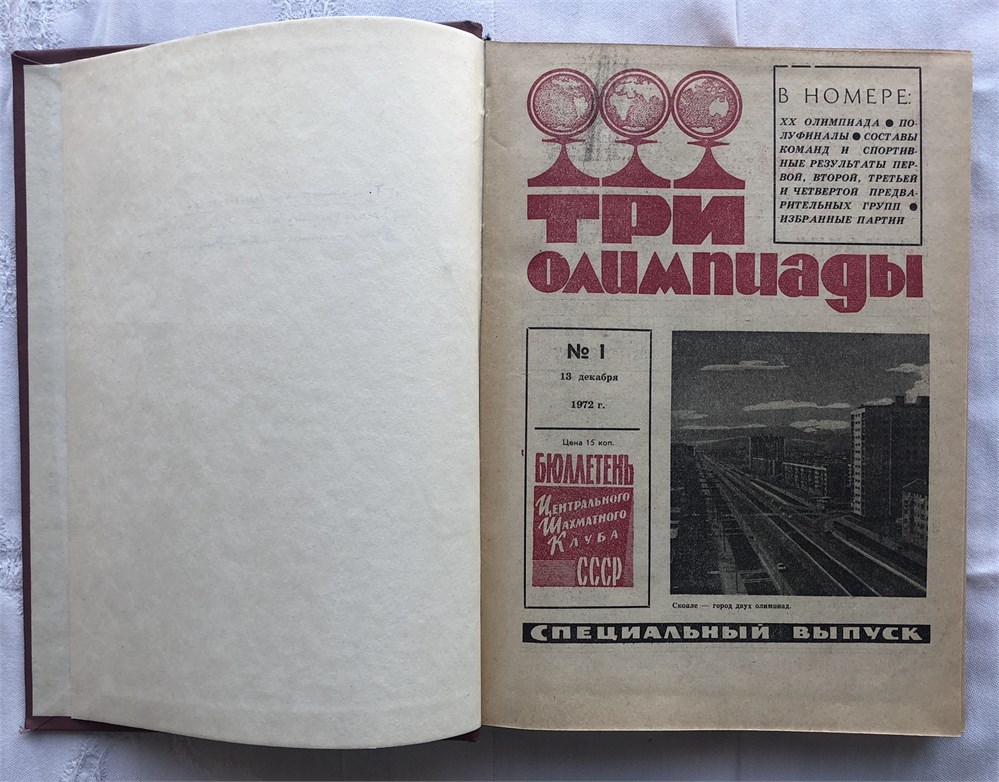 В НОМЕРЕ:
XX ОЛИМПИАДА ● ПО-
ЛУФИНАЛЫ ● СОСТАВЫ
КОМАНД И СПОРТИВ-
НЫЕ РЕЗУЛЬТАТЫ ПЕР-
ВОЙ, ВТОРОЙ, ТРЕТЬЕЙ
И ЧЕТВЕРТОЙ ПРЕДВА-
РИТЕЛЬНЫХ ГРУПП ●
ИЗБРАННЫЕ ПАРТИИ
ТРИ
ОЛИМПИАДЫ
№ 1
13 декабря
1972 г.
Цена 15 коп.
БЮЛЛЕТЕНЬ
ЦЕНТРАЛЬНОГО
ШАХМАТНОГО
КЛУБА
СССР
Скопле — город двух олимпиад.
СПЕЦИАЛЬНЫЙ ВЫПУСК